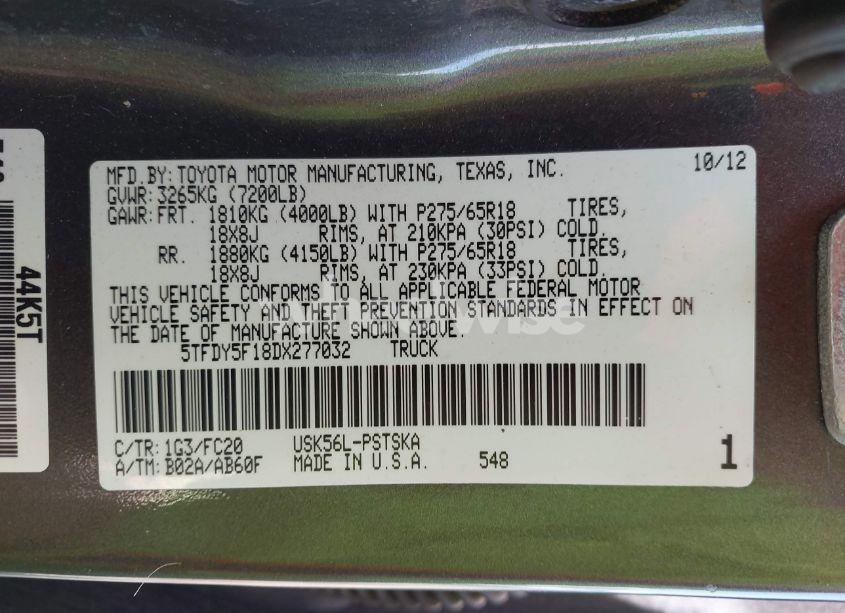 MFD.BY:TOYOTA MOTOR MANUFACTURING, TEXAS, INC. 10/12
GVWR:3265KG (7200LB)
GAWR:FRT. 1810KG (4000LB) WITH P275/65R18 TIRES,
18X8J RIMS, AT 210KPA (30PSI) COLD.
RR. 1880KG (4150LB) WITH P275/65R18 TIRES,
18X8J RIMS, AT 230KPA (33PSI) COLD.
THIS VEHICLE CONFORMS TO ALL APPLICABLE FEDERAL MOTOR
VEHICLE SAFETY AND THEFT PREVENTION STANDARDS IN EFFECT ON
THE DATE OF MANUFACTURE SHOWN ABOVE.
5TFDY5F18DX277032 TRUCK
C/TR:1G3/FC20 USK56L-PSTSKA
A/TM:B02A/AB60F MADE IN U.S.A. 548 1
44K5T